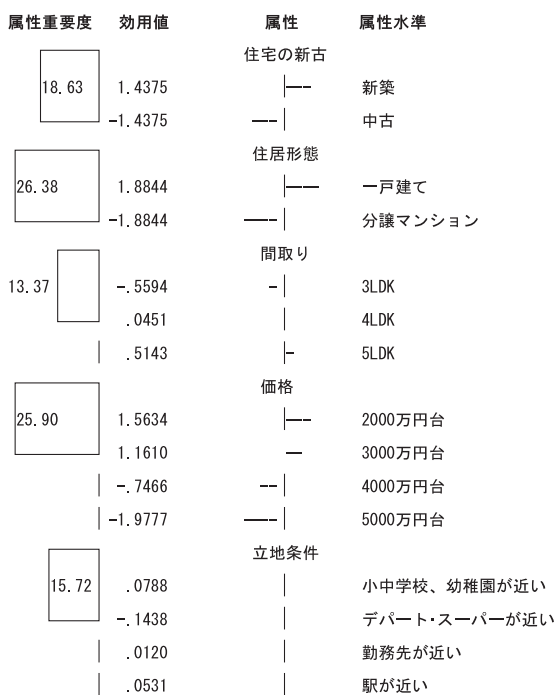 属性重要度 効用値 属性 属性水準
住宅の新古
18.63 1.4375 新築
-1.4375 中古
住居形態
26.38 1.8844 一戸建て
-1.8844 分譲マンション
間取り
13.37 -.5594 3LDK
.0451 4LDK
.5143 5LDK
価格
25.90 1.5634 2000万円台
1.1610 3000万円台
-.7466 4000万円台
-1.9777 5000万円台
立地条件
15.72 .0788 小中学校、幼稚園が近い
-.1438 デパート・スーパーが近い
.0120 勤務先が近い
.0531 駅が近い